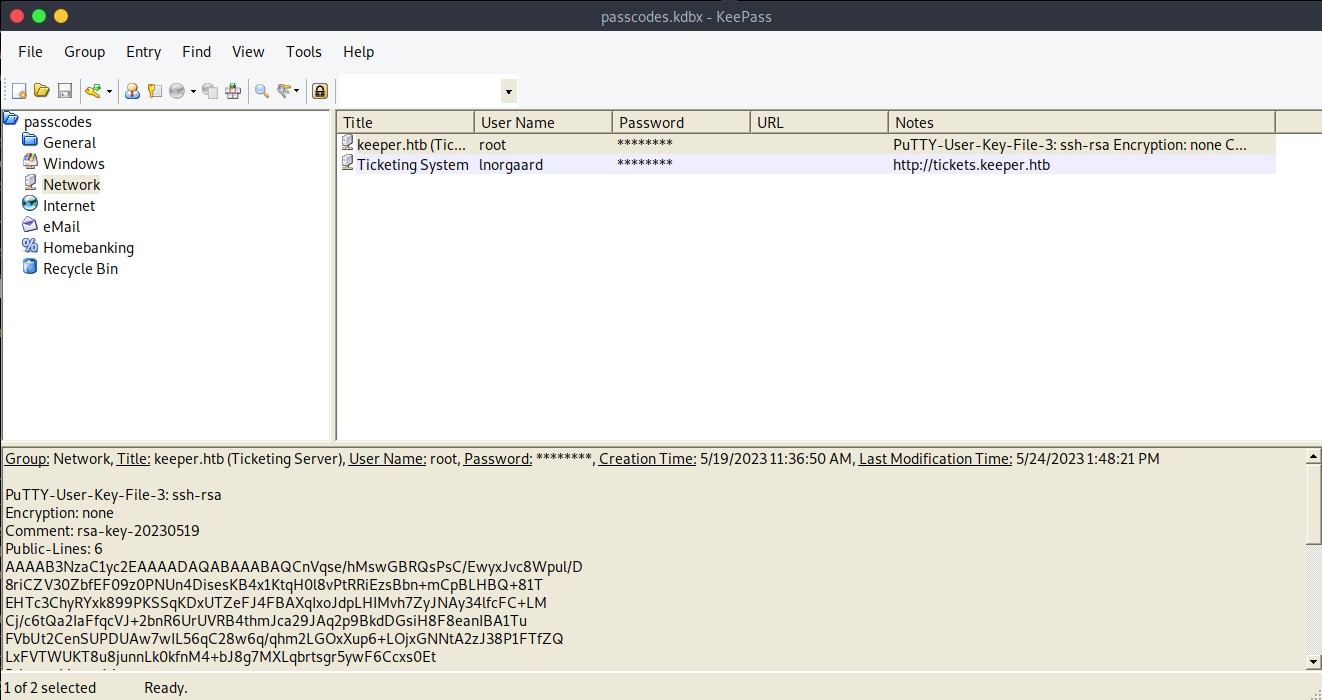 passcodes.kdbx - KeePass
File Group Entry Find View Tools Help
passcodes
General
Windows
Network
Internet
eMail
Homebanking
Recycle Bin
Title User Name Password URL Notes
keeper.htb (Tic... root ******** PuTTY-User-Key-File-3: ssh-rsa Encryption: none C...
Ticketing System lnorgaard ******** http://tickets.keeper.htb
Group: Network, Title: keeper.htb (Ticketing Server), User Name: root, Password: ********, Creation Time: 5/19/2023 11:36:50 AM, Last Modification Time: 5/24/2023 1:48:21 PM
PuTTY-User-Key-File-3: ssh-rsa
Encryption: none
Comment: rsa-key-20230519
Public-Lines: 6
AAAAB3NzaC1yc2EAAAADAQABAAABAQCnVqse/hMswGBRQsPsC/EwyxJvc8Wpul/D
8riCZV30ZbfEF09z0PNUn4DisesKB4x1KtqH0l8vPtRRiEzsBbn+mCpBLHBQ+81T
EHTc3ChyRYxk899PKSSqKDxUTZeFJ4FBAXqIxoJdpLHIMvh7ZyJNAy34lfcFC+LM
Cj/c6tQa2IaFfqcVJ+2bnR6UrUVRB4thmJca29JAq2p9BkdDGsiH8F8eanIBA1Tu
FVbUt2CenSUPDUAw7wIL56qC28w6q/qhm2LGOxXup6+LOjxGNNtA2zJ38P1FTfZQ
LxFVTWUKT8u8junnLk0kfnM4+bJ8g7MXLqbrtsgr5ywF6Ccxs0Et
1 of 2 selected Ready.